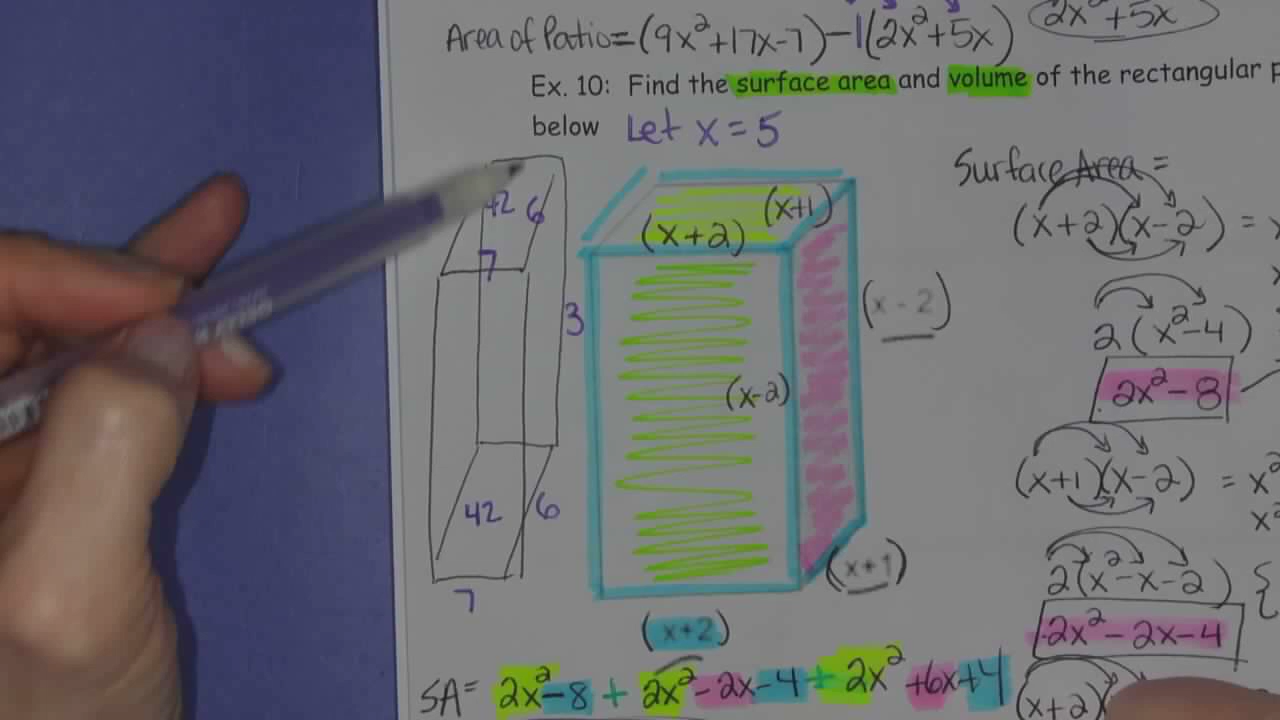 Area of Patio = (9x²+17x-7) -1(2x²+5x) 2x²+5x
Ex. 10: Find the surface area and volume of the rectangular
below Let x = 5
42 6
7
3
42 6
7
(x+1)
(x+2)
(x - 2)
(x-2)
(x+1)
(x+2)
Surface Area =
(x+2)(x-2) =
2(x²-4)
2x²-8
(x+1)(x-2) = x²
2(x²-x-2)
2x²-2x-4
(x+2)(
SA = 2x²-8 + 2x²-2x-4 + 2x²+6x+4